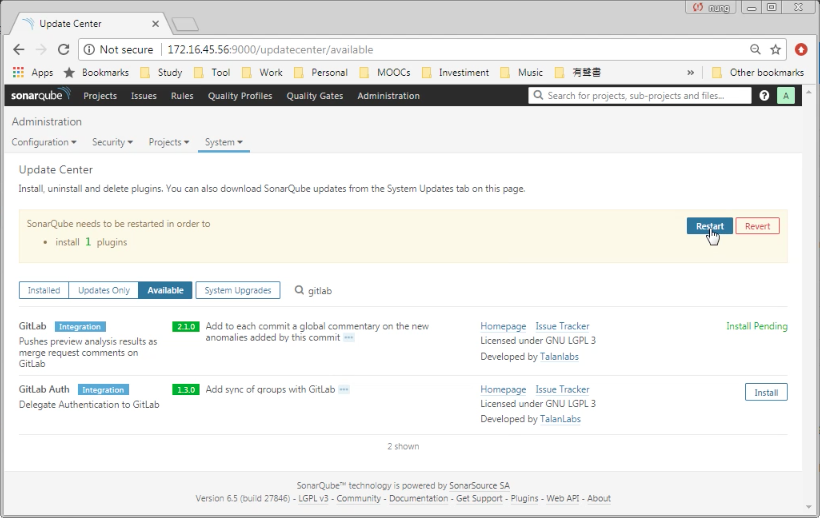 nung
Update Center
Not secure 172.16.45.56:9000/updatecenter/available
Apps Bookmarks Study Tool Work Personal MOOCs Investiment Music 有聲書 » Other bookmarks
sonarqube Projects Issues Rules Quality Profiles Quality Gates Administration Search for projects, sub-projects and files... ? A
Administration
Configuration Security Projects System
Update Center
Install, uninstall and delete plugins. You can also download SonarQube updates from the System Updates tab on this page.
SonarQube needs to be restarted in order to
• install 1 plugins
Restart Revert
Installed Updates Only Available System Upgrades gitlab
GitLab Integration
Pushes preview analysis results as
merge request comments on
GitLab
2.1.0 Add to each commit a global commentary on the new
anomalies added by this commit
Homepage Issue Tracker
Licensed under GNU LGPL 3
Developed by Talanlabs
Install Pending
GitLab Auth Integration
Delegate Authentication to GitLab
1.3.0 Add sync of groups with GitLab
Homepage Issue Tracker
Licensed under GNU LGPL 3
Developed by TalanLabs
Install
2 shown
SonarQube™ technology is powered by SonarSource SA
Version 6.5 (build 27846) - LGPL v3 - Community - Documentation - Get Support - Plugins - Web API - About